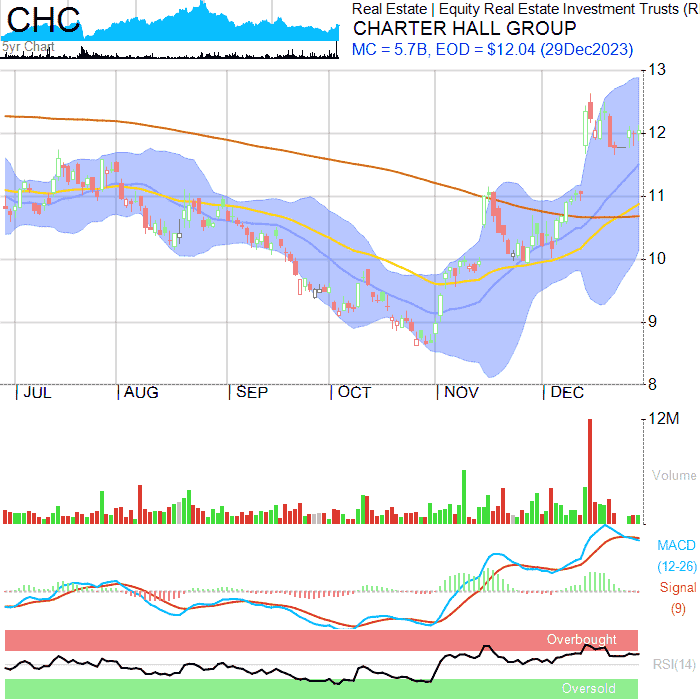 CHC
5yr Chart
Real Estate | Equity Real Estate Investment Trusts (R
CHARTER HALL GROUP
MC = 5.7B, EOD = $12.04 (29Dec2023)
13
12
11
10
9
8
JUL AUG SEP OCT NOV DEC
12M
Volume
MACD
(12-26)
Signal
(9)
Overbought
RSI(14)
Oversold